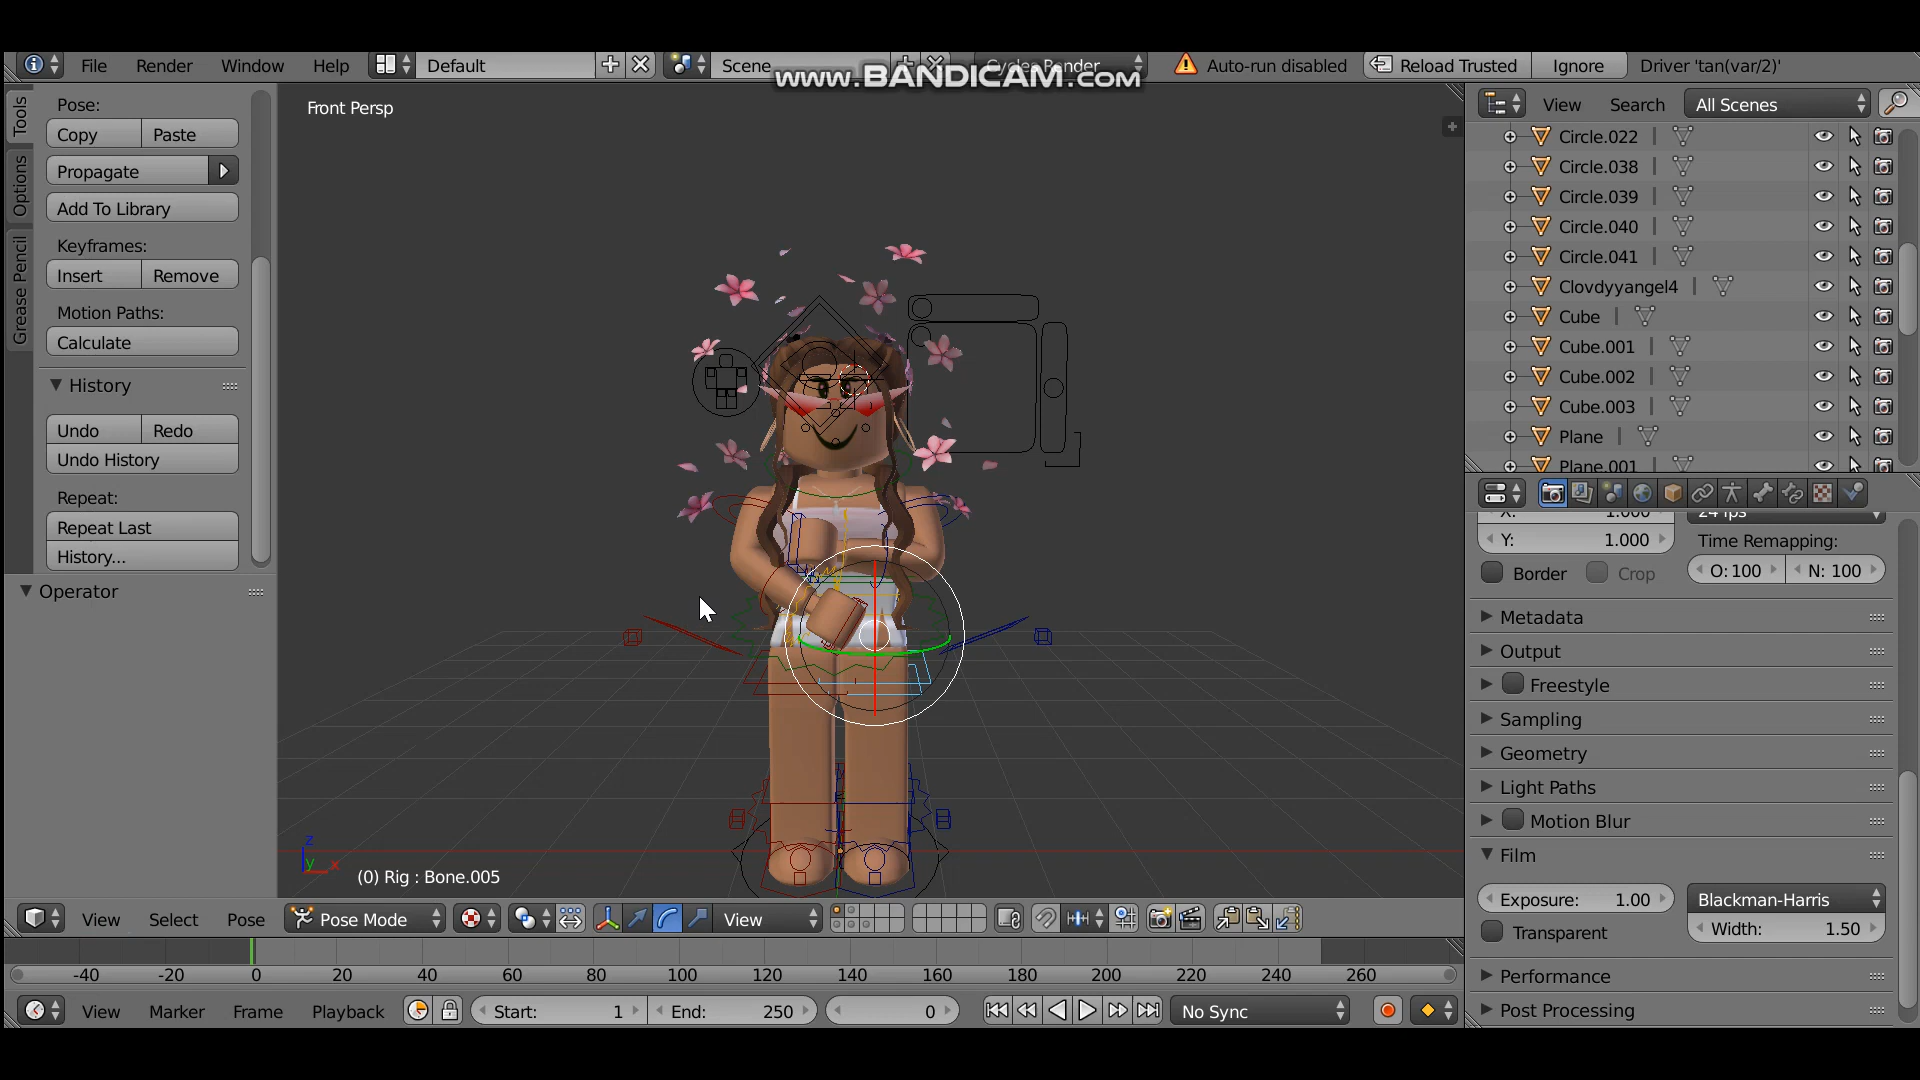 File Render Window Help Default Scene Cycles Render Auto-run disabled Reload Trusted Ignore Driver 'tan(var/2)'
www.BANDICAM.com
Tools
Options
Grease Pencil
Pose:
Copy Paste
Propagate
Add To Library
Keyframes:
Insert Remove
Motion Paths:
Calculate
History
Undo Redo
Undo History
Repeat:
Repeat Last
History...
Operator
Front Persp
z
y x
(0) Rig : Bone.005
View Select Pose Pose Mode View
-40 -20 0 20 40 60 80 100 120 140 160 180 200 220 240 260
View Marker Frame Playback Start: 1 End: 250 0 No Sync
View Search All Scenes
Circle.022
Circle.038
Circle.039
Circle.040
Circle.041
Clovdyyangel4
Cube
Cube.001
Cube.002
Cube.003
Plane
Plane.001
X: 1.000 24 fps
Y: 1.000 Time Remapping:
Border Crop O: 100 N: 100
Metadata
Output
Freestyle
Sampling
Geometry
Light Paths
Motion Blur
Film
Exposure: 1.00 Blackman-Harris
Transparent Width: 1.50
Performance
Post Processing